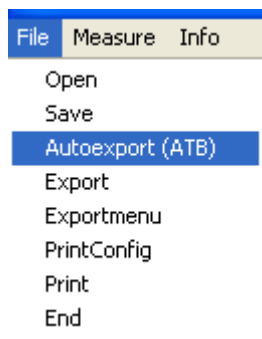 File Measure Info
Open
Save
Autoexport (ATB)
Export
Exportmenu
PrintConfig
Print
End